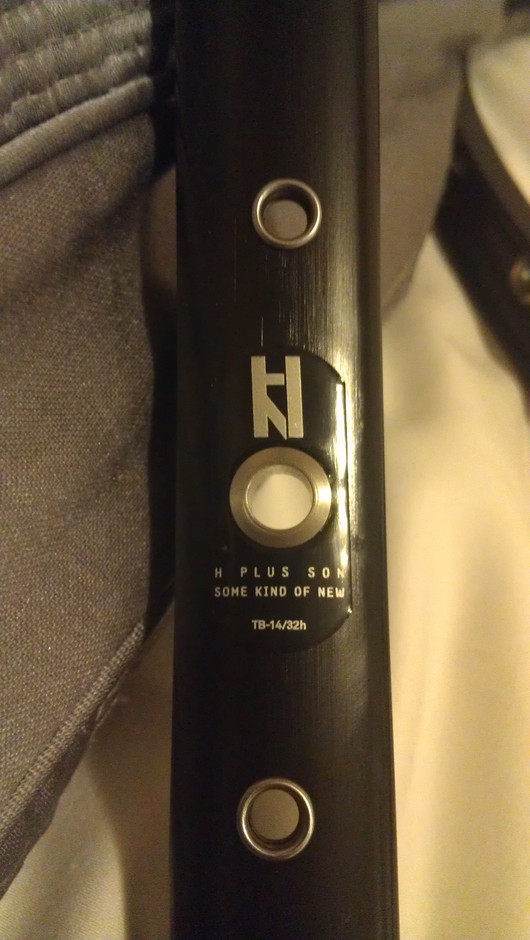 H PLUS SON
SOME KIND OF NEW
TB-14/32h